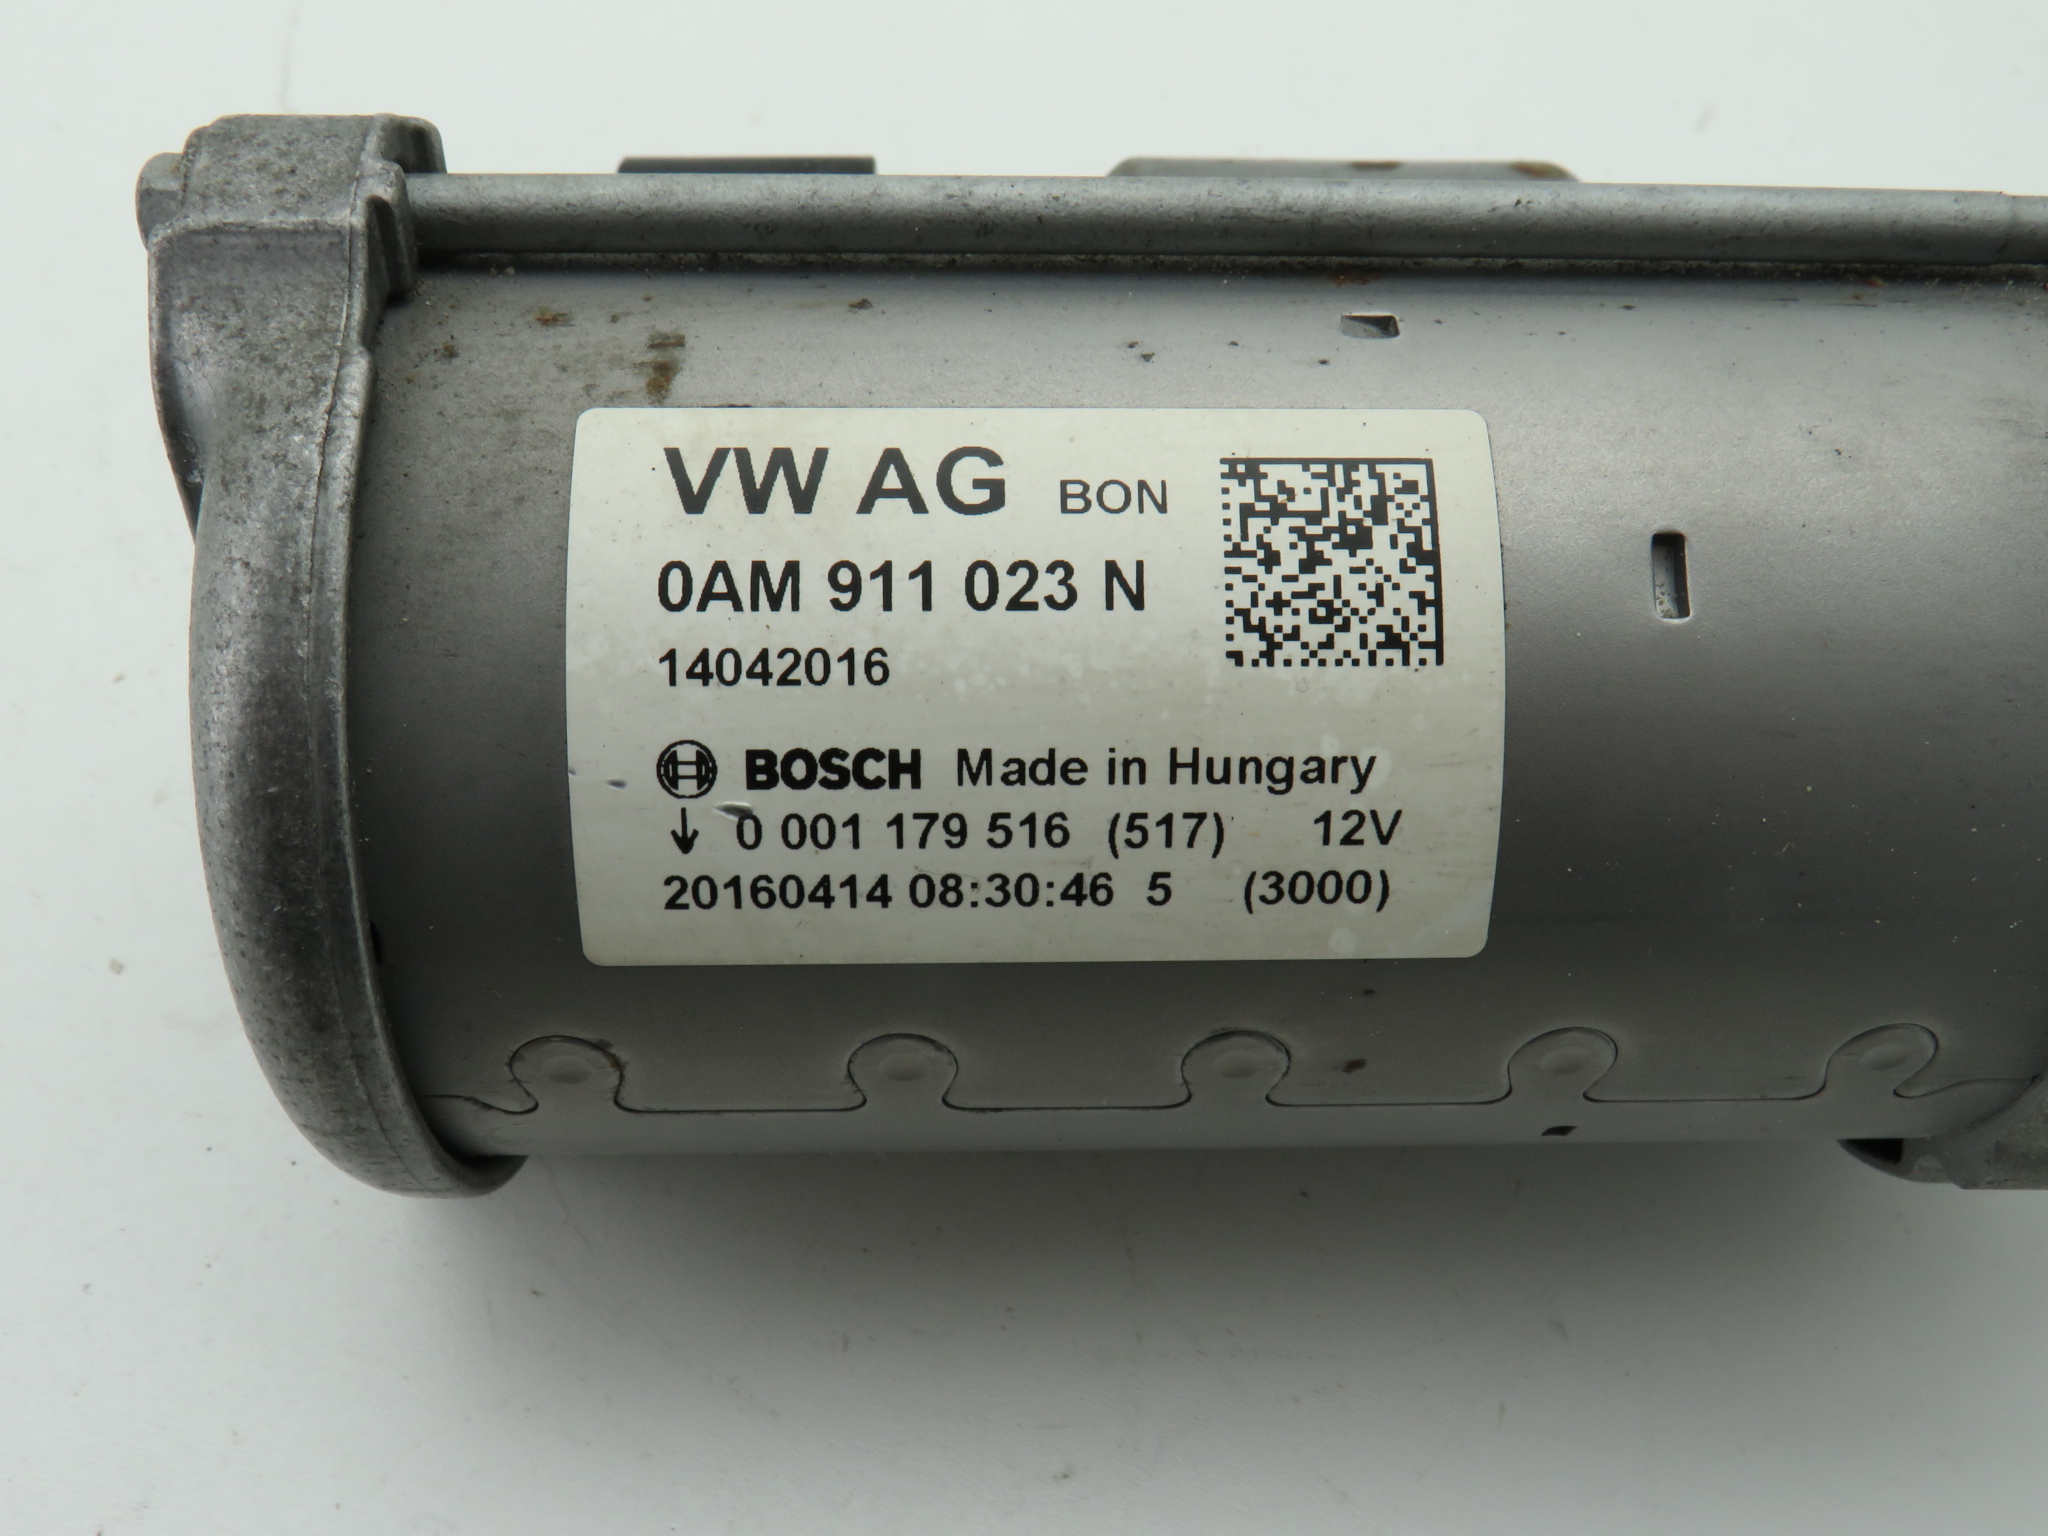 VW AG BON
0AM 911 023 N
14042016
BOSCH Made in Hungary
↓ 0 001 179 516 (517) 12V
20160414 08:30:46 5 (3000)